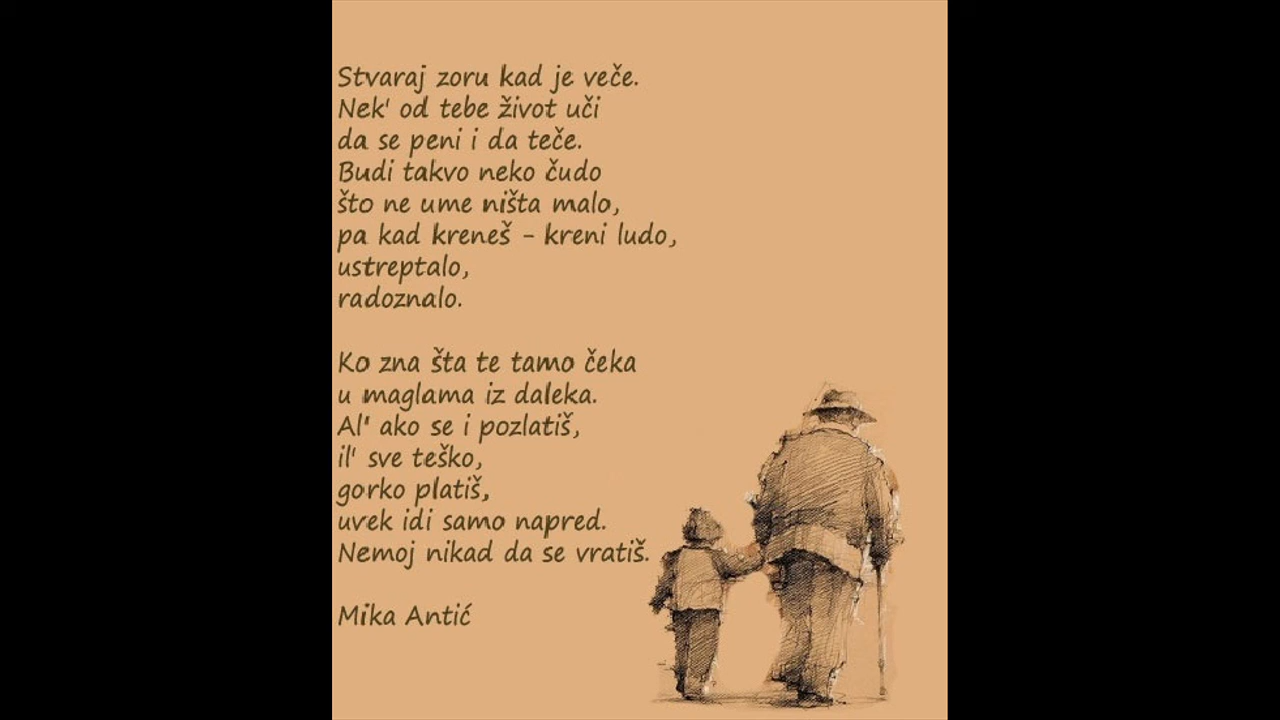 Stvaraj zoru kad je veče.
Nek' od tebe život uči
da se peni i da teče.
Budi takvo neko čudo
što ne ume ništa malo,
pa kad kreneš - kreni ludo,
ustreptalo,
radoznalo.
Ko zna šta te tamo čeka
u maglama iz daleka.
Al' ako se i pozlatiš,
il' sve teško,
gorko platiš,
uvek idi samo napred.
Nemoj nikad da se vratiš.
Mika Antić